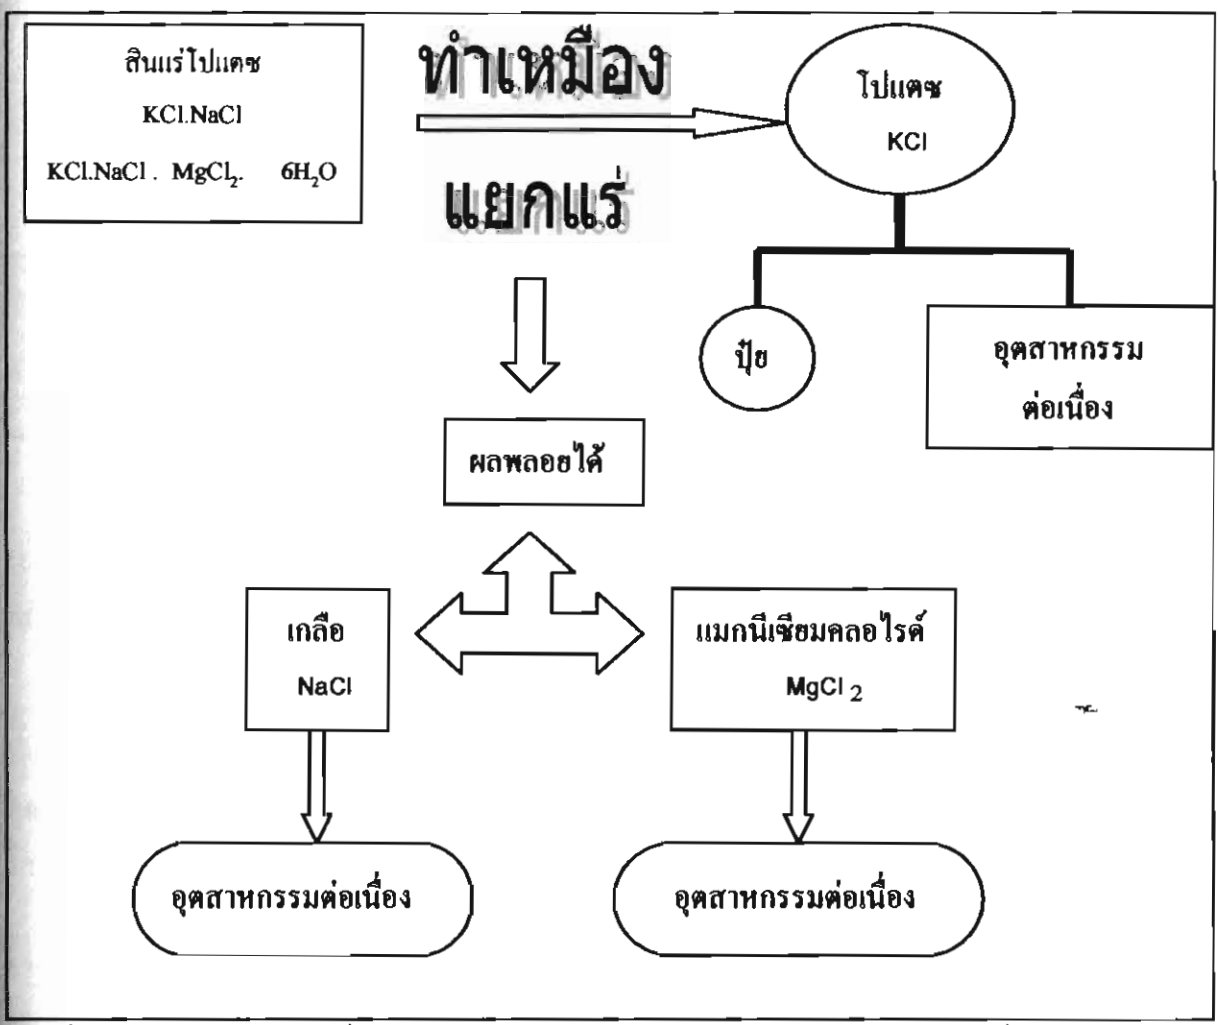 สินแร่โปแตซ
KCl.NaCl
KCl.NaCl . MgCl₂. 6H₂O
ทำเหมือง
แยกแร่
โปแตซ
KCl
ปุ๋ย
อุตสาหกรรม
ต่อเนื่อง
ผลพลอยได้
เกลือ
NaCl
แมกนีเซียมคลอไรด์
MgCl 2
อุตสาหกรรมต่อเนื่อง
อุตสาหกรรมต่อเนื่อง